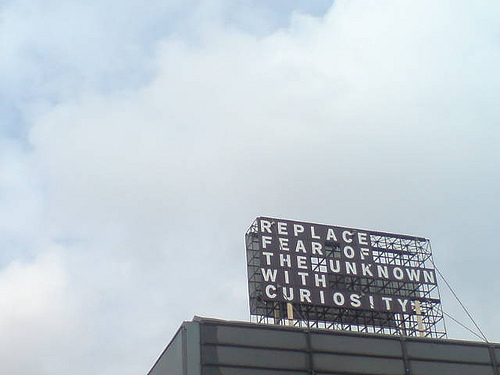 REPLACE
FEAR OF
THE UNKNOWN
WITH
CURIOSITY